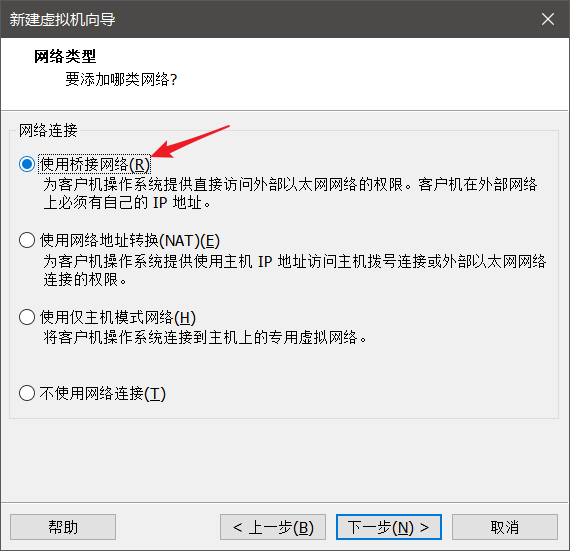 新建虚拟机向导
网络类型
要添加哪类网络?
网络连接
使用桥接网络(R)
为客户机操作系统提供直接访问外部以太网网络的权限。客户机在外部网络
上必须有自己的 IP 地址。
使用网络地址转换(NAT)(E)
为客户机操作系统提供使用主机 IP 地址访问主机拨号连接或外部以太网网络
连接的权限。
使用仅主机模式网络(H)
将客户机操作系统连接到主机上的专用虚拟网络。
不使用网络连接(T)
帮助
< 上一步(B)
下一步(N) >
取消